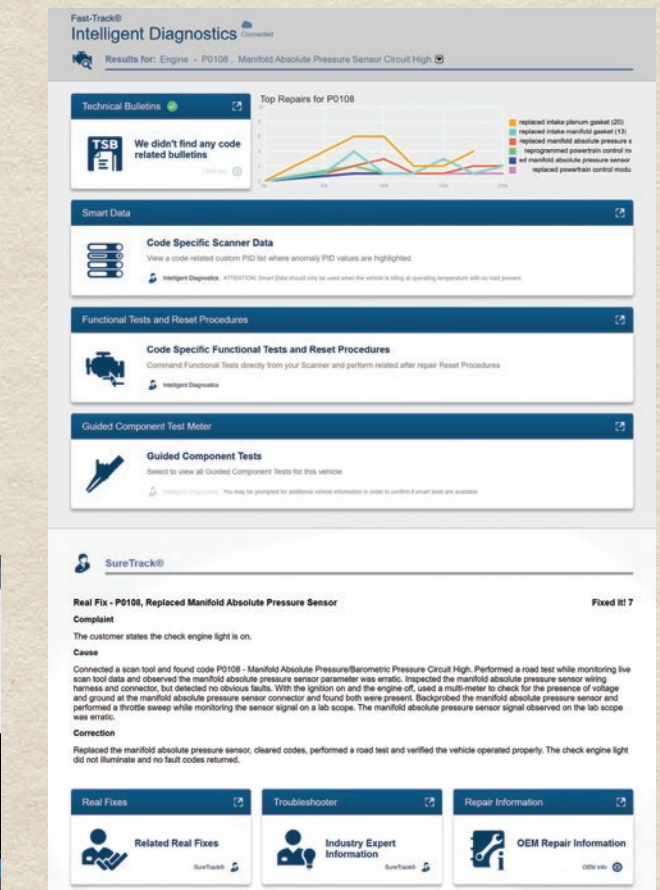 Fast-Track®
Intelligent Diagnostics Connected
Results for: Engine - P0108 , Manifold Absolute Pressure Sensor Circuit High
Technical Bulletins
TSB
We didn't find any code
related bulletins
OEM Info
Top Repairs for P0108
replaced intake plenum gasket (20)
replaced intake manifold gasket (13)
replaced manifold absolute pressure s
reprogrammed powertrain control m
ed manifold absolute pressure sensor
replaced powertrain control modu
Smart Data
Code Specific Scanner Data
View a code related custom PID list where anomaly PID values are highlighted
Intelligent Diagnostics ATTENTION: Smart Data should only be used when the vehicle is idling at operating temperature with no load present.
Functional Tests and Reset Procedures
Code Specific Functional Tests and Reset Procedures
Command Functional Tests directly from your Scanner and perform related after repair Reset Procedures
Intelligent Diagnostics
Guided Component Test Meter
Guided Component Tests
Select to view all Guided Component Tests for this vehicle
Intelligent Diagnostics You may be prompted for additional vehicle information in order to confirm if smart tests are available
SureTrack®
Real Fix - P0108, Replaced Manifold Absolute Pressure Sensor Fixed It! 7
Complaint
The customer states the check engine light is on.
Cause
Connected a scan tool and found code P0108 - Manifold Absolute Pressure/Barometric Pressure Circuit High. Performed a road test while monitoring live
scan tool data and observed the manifold absolute pressure sensor parameter was erratic. Inspected the manifold absolute pressure sensor wiring
harness and connector, but detected no obvious faults. With the ignition on and the engine off, used a multi-meter to check for the presence of voltage
and ground at the manifold absolute pressure sensor connector and found both were present. Backprobed the manifold absolute pressure sensor and
performed a throttle sweep while monitoring the sensor signal on a lab scope. The manifold absolute pressure sensor signal observed on the lab scope
was erratic.
Correction
Replaced the manifold absolute pressure sensor, cleared codes, performed a road test and verified the vehicle operated properly. The check engine light
did not illuminate and no fault codes returned.
Real Fixes
Related Real Fixes
SureTrack®
Troubleshooter
Industry Expert
Information
SureTrack®
Repair Information
OEM Repair Information
OEM Info